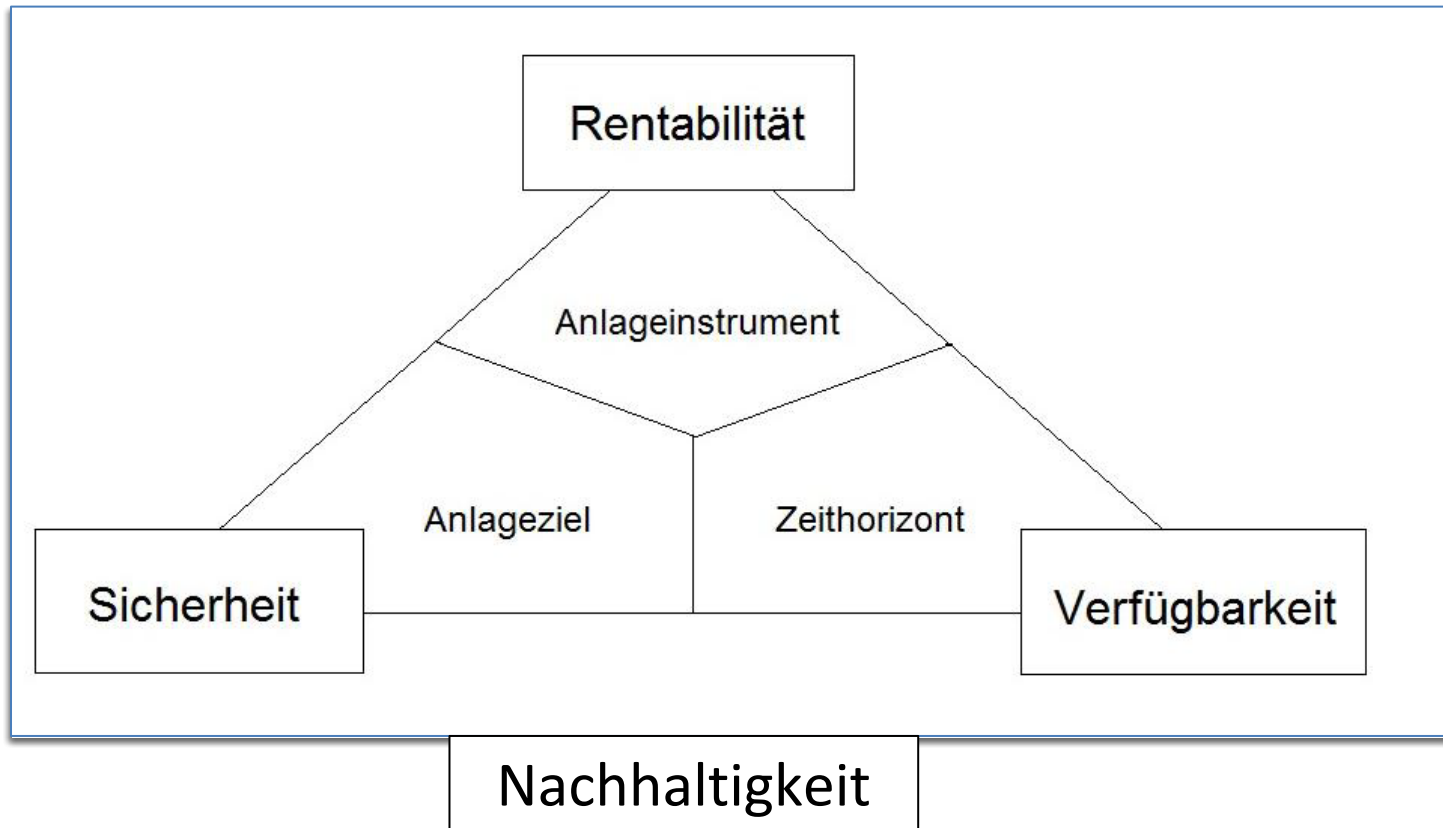 Rentabilität
Anlageinstrument
Anlageziel
Zeithorizont
Sicherheit
Verfügbarkeit
Nachhaltigkeit